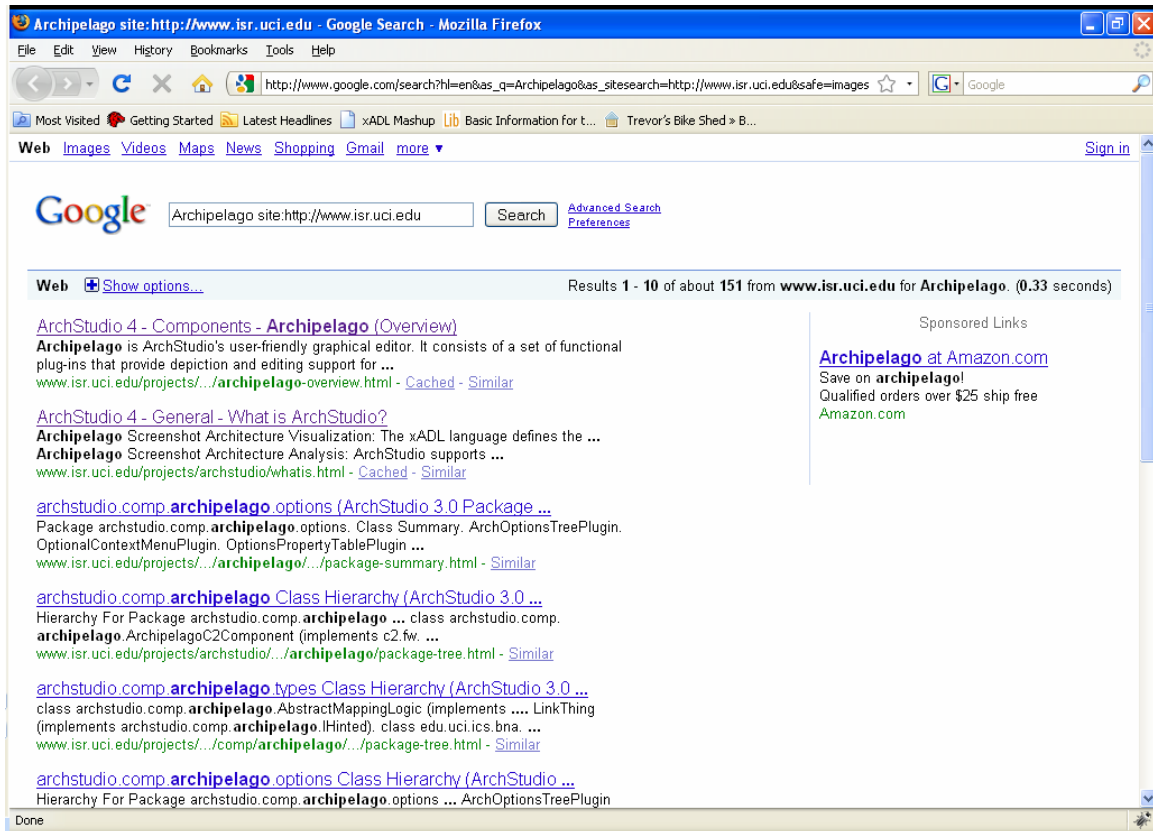 Archipelago site:http://www.isr.uci.edu - Google Search - Mozilla Firefox
File Edit View History Bookmarks Tools Help
http://www.google.com/search?hl=en&as_q=Archipelago&as_sitesearch=http://www.isr.uci.edu&safe=images G Google
Most Visited Getting Started Latest Headlines xADL Mashup Lib Basic Information for t... Trevor's Bike Shed » B...
Web Images Videos Maps News Shopping Gmail more ▼ Sign in
Google Archipelago site:http://www.isr.uci.edu Search Advanced Search
Preferences
Web Show options... Results 1 - 10 of about 151 from www.isr.uci.edu for Archipelago. (0.33 seconds)
ArchStudio 4 - Components - Archipelago (Overview)
Archipelago is ArchStudio's user-friendly graphical editor. It consists of a set of functional
plug-ins that provide depiction and editing support for ...
www.isr.uci.edu/projects/.../archipelago-overview.html - Cached - Similar
ArchStudio 4 - General - What is ArchStudio?
Archipelago Screenshot Architecture Visualization: The xADL language defines the ...
Archipelago Screenshot Architecture Analysis: ArchStudio supports ...
www.isr.uci.edu/projects/archstudio/whatis.html - Cached - Similar
archstudio.comp.archipelago.options (ArchStudio 3.0 Package ...
Package archstudio.comp.archipelago.options. Class Summary. ArchOptionsTreePlugin.
OptionalContextMenuPlugin. OptionsPropertyTablePlugin ...
www.isr.uci.edu/projects/.../archipelago/.../package-summary.html - Similar
archstudio.comp.archipelago Class Hierarchy (ArchStudio 3.0 ...
Hierarchy For Package archstudio.comp.archipelago ... class archstudio.comp.
archipelago.ArchipelagoC2Component (implements c2.fw. ...
www.isr.uci.edu/projects/archstudio/.../archipelago/package-tree.html - Similar
archstudio.comp.archipelago.types Class Hierarchy (ArchStudio 3.0 ...
class archstudio.comp.archipelago.AbstractMappingLogic (implements .... LinkThing
(implements archstudio.comp.archipelago.IHinted). class edu.uci.ics.bna. ...
www.isr.uci.edu/projects/.../comp/archipelago/.../package-tree.html - Similar
archstudio.comp.archipelago.options Class Hierarchy (ArchStudio ...
Hierarchy For Package archstudio.comp.archipelago.options ... ArchOptionsTreePlugin
Sponsored Links
Archipelago at Amazon.com
Save on archipelago!
Qualified orders over $25 ship free
Amazon.com
Done